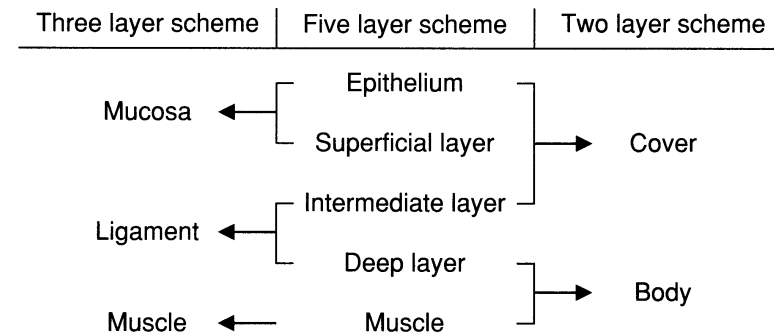 Three layer scheme Five layer scheme Two layer scheme
Epithelium
Mucosa
Superficial layer Cover
Intermediate layer
Ligament
Deep layer
Body
Muscle Muscle